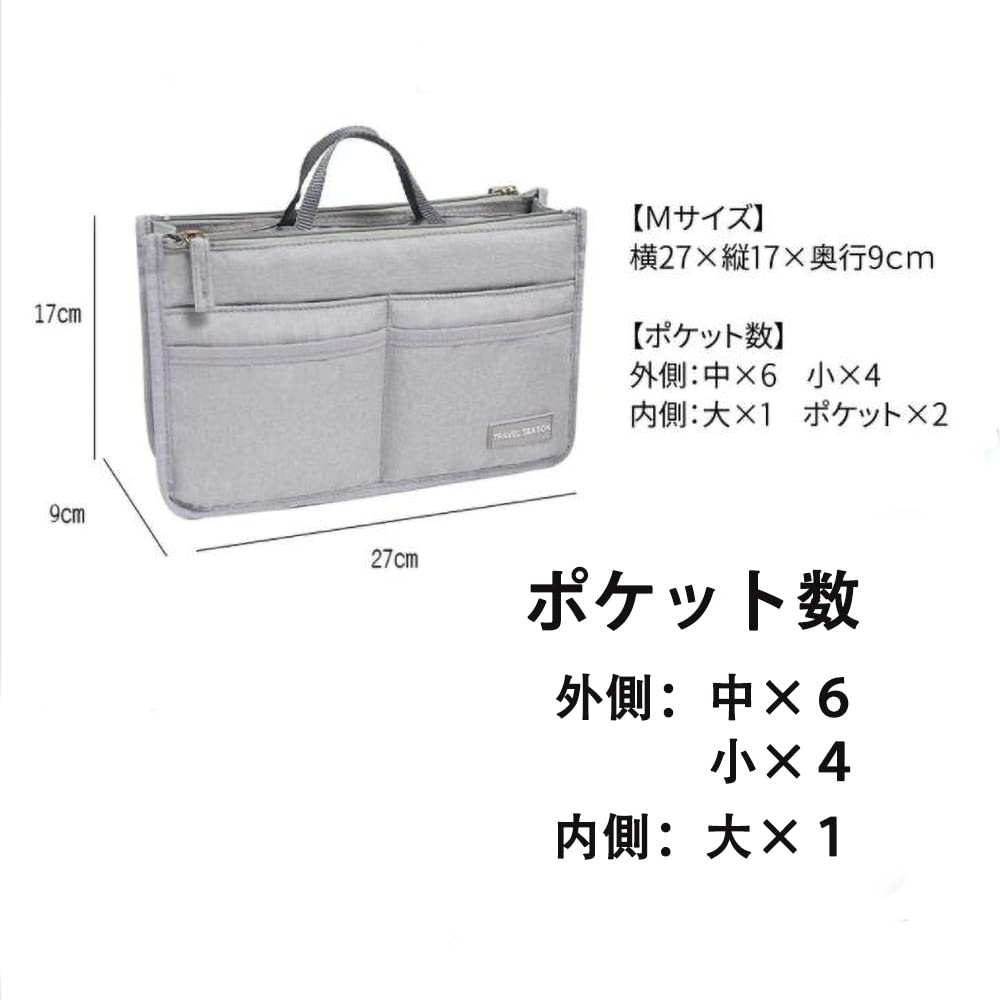 【Mサイズ】
横27×縦17×奥行9cm
【ポケット数】
外側:中×6 小×4
内側:大×1 ポケット×2
17cm
9cm
27cm
TRAVEL SEASON
ポケット数
外側: 中×6
小×4
内側: 大×1